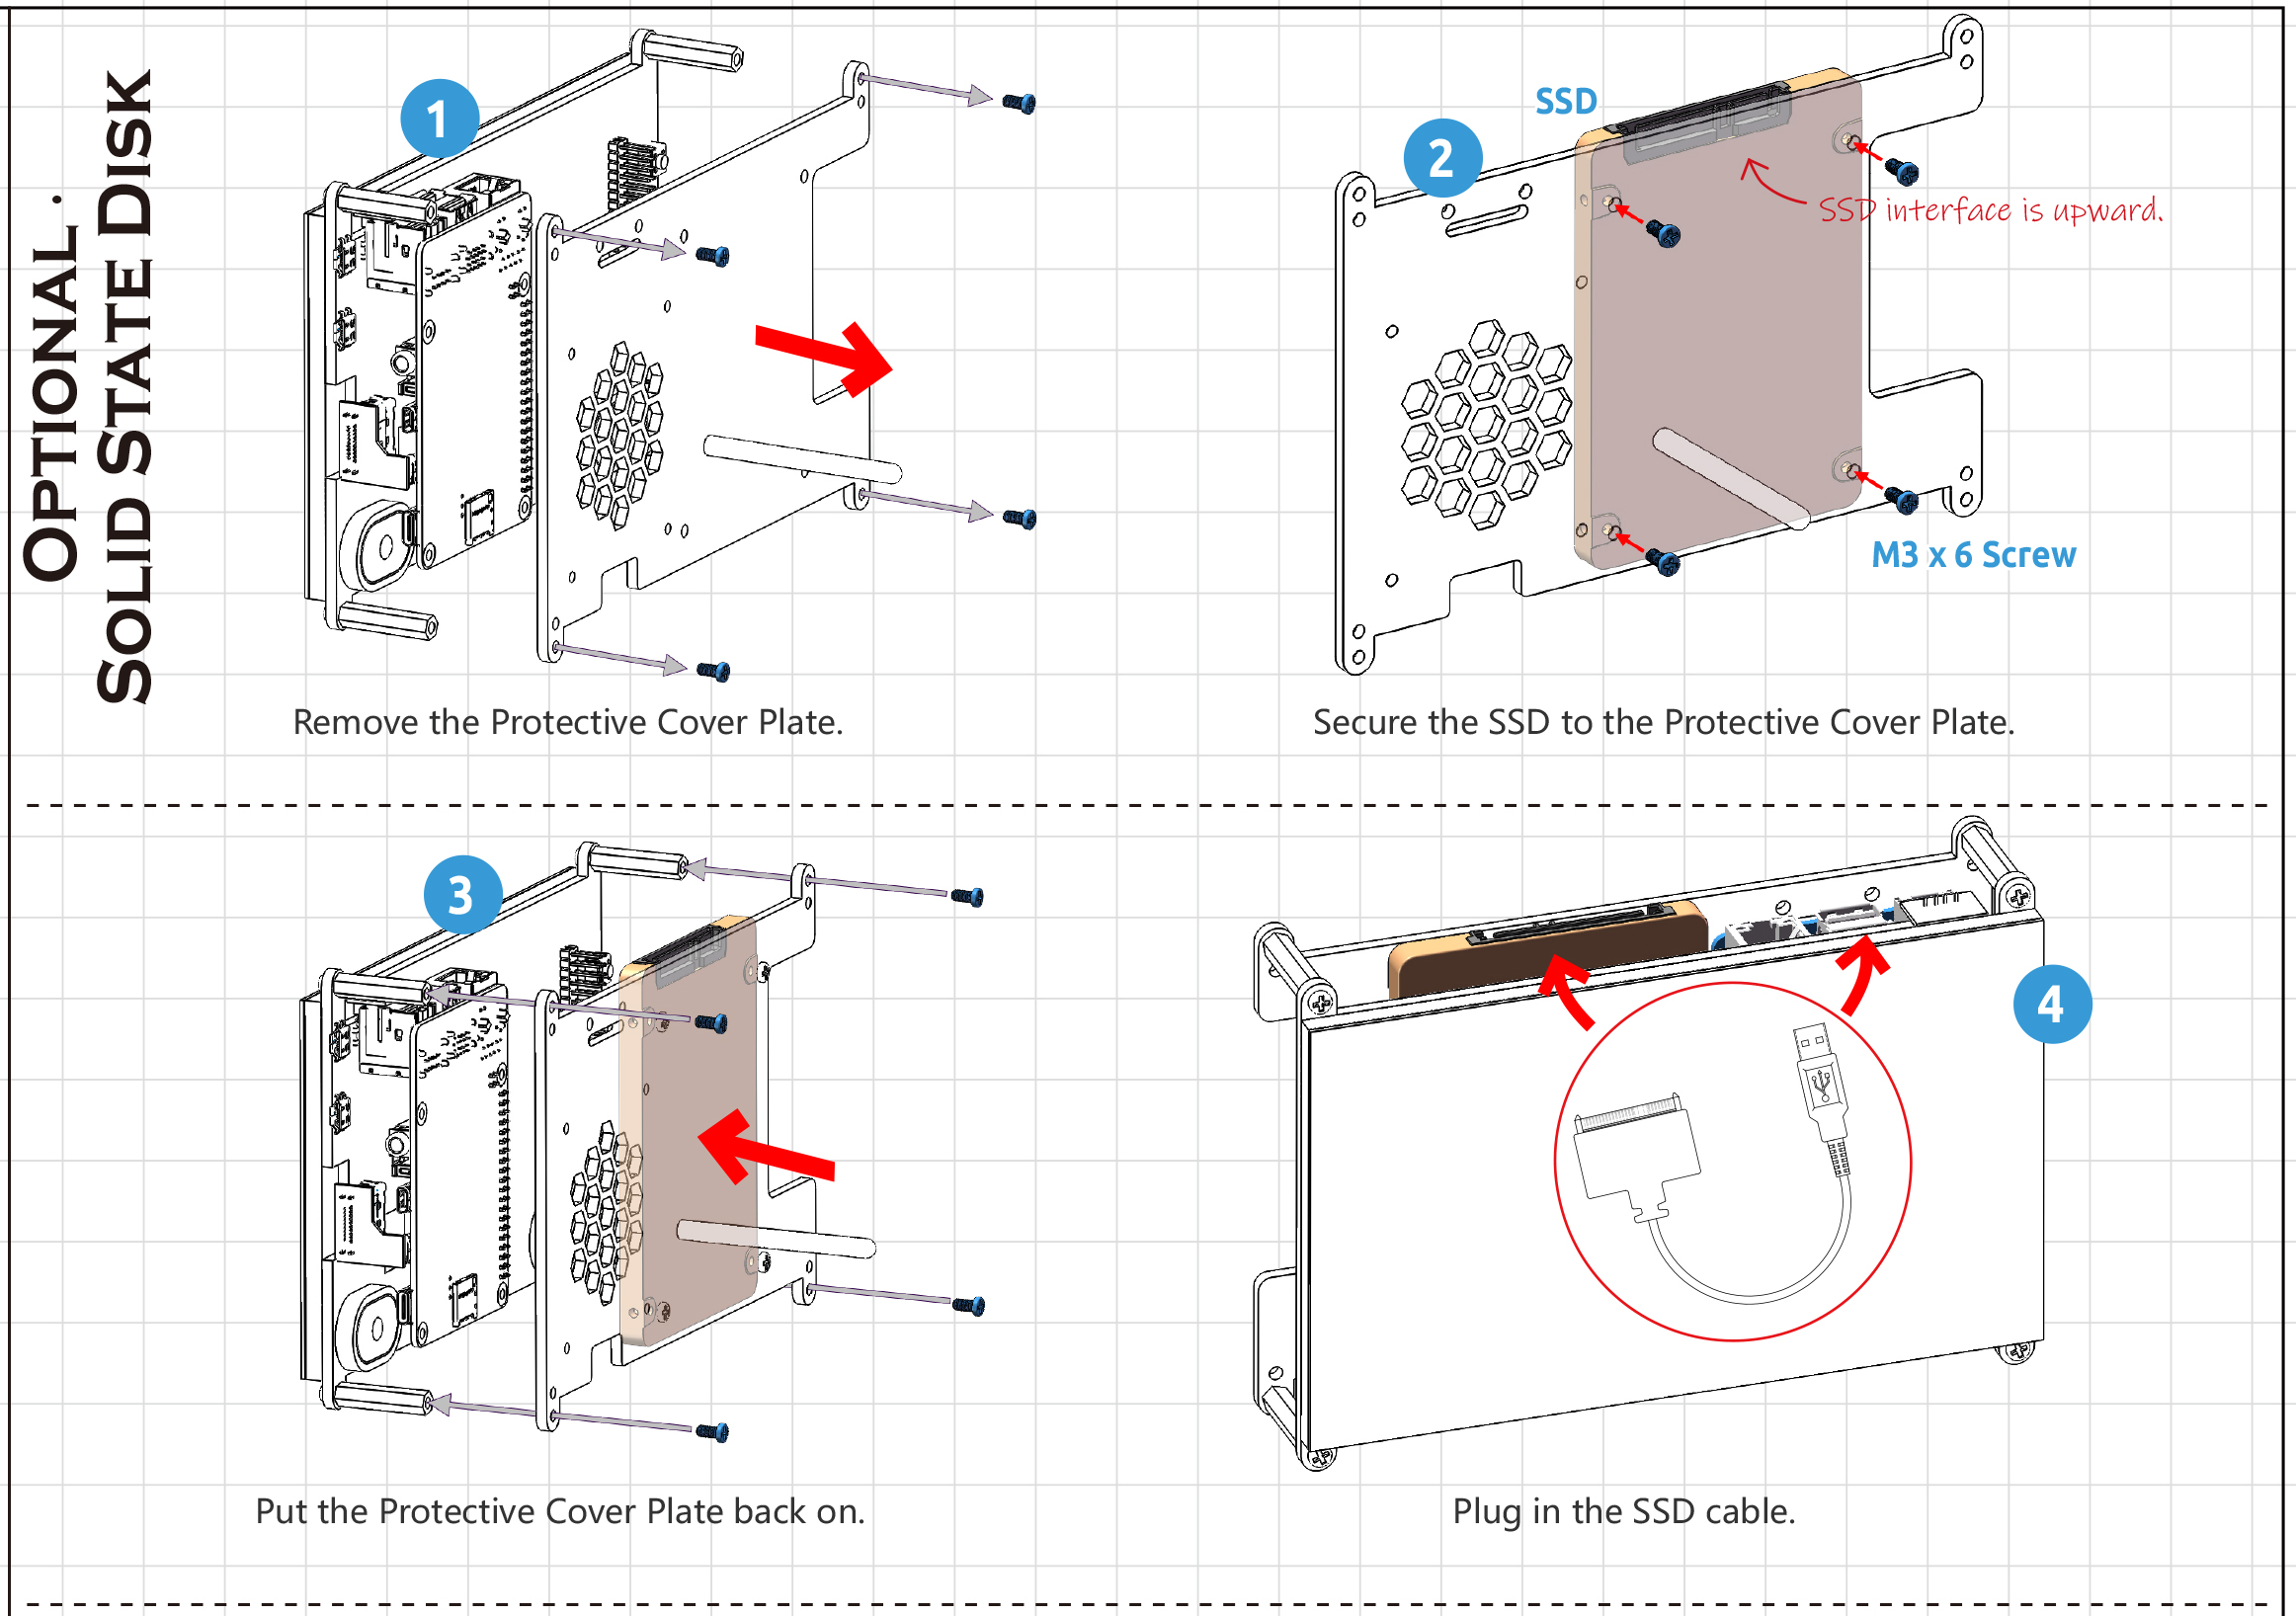 OPTIONAL :
SOLID STATE DISK
1
Remove the Protective Cover Plate.
2
SSD
SSD interface is upward.
M3 x 6 Screw
Secure the SSD to the Protective Cover Plate.
3
Put the Protective Cover Plate back on.
4
Plug in the SSD cable.